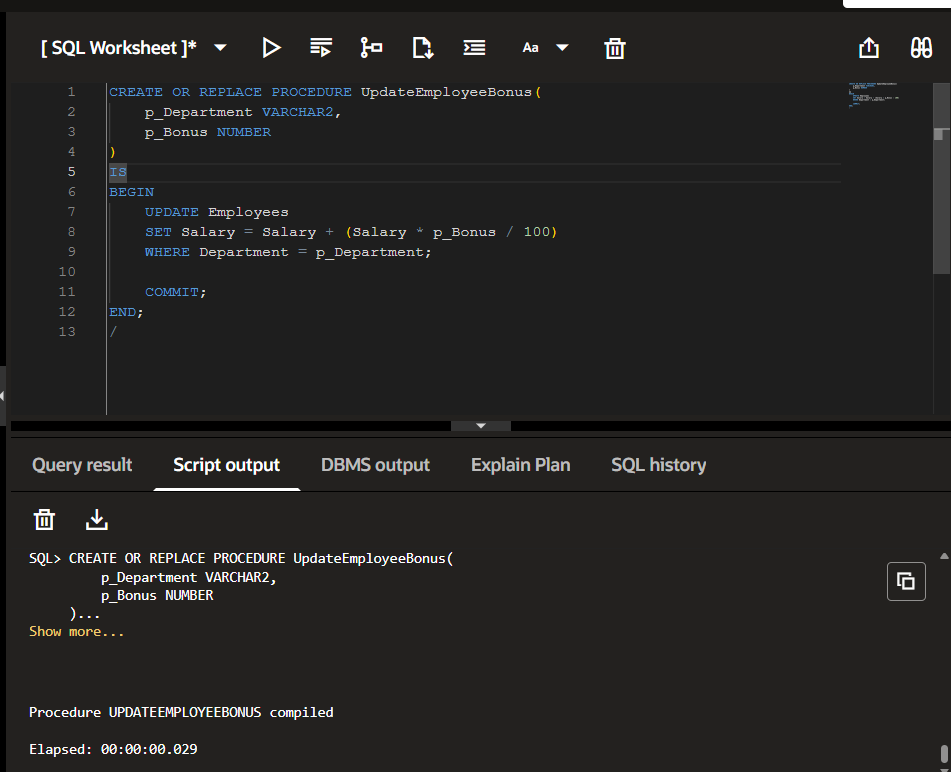 [ SQL Worksheet ]*
Aa
1 CREATE OR REPLACE PROCEDURE UpdateEmployeeBonus(
2     p_Department VARCHAR2,
3     p_Bonus NUMBER
4 )
5 IS
6 BEGIN
7     UPDATE Employees
8     SET Salary = Salary + (Salary * p_Bonus / 100)
9     WHERE Department = p_Department;
10
11     COMMIT;
12 END;
13 /
Query result Script output DBMS output Explain Plan SQL history
SQL> CREATE OR REPLACE PROCEDURE UpdateEmployeeBonus(
         p_Department VARCHAR2,
         p_Bonus NUMBER
     )...
Show more...
Procedure UPDATEEMPLOYEEBONUS compiled
Elapsed: 00:00:00.029